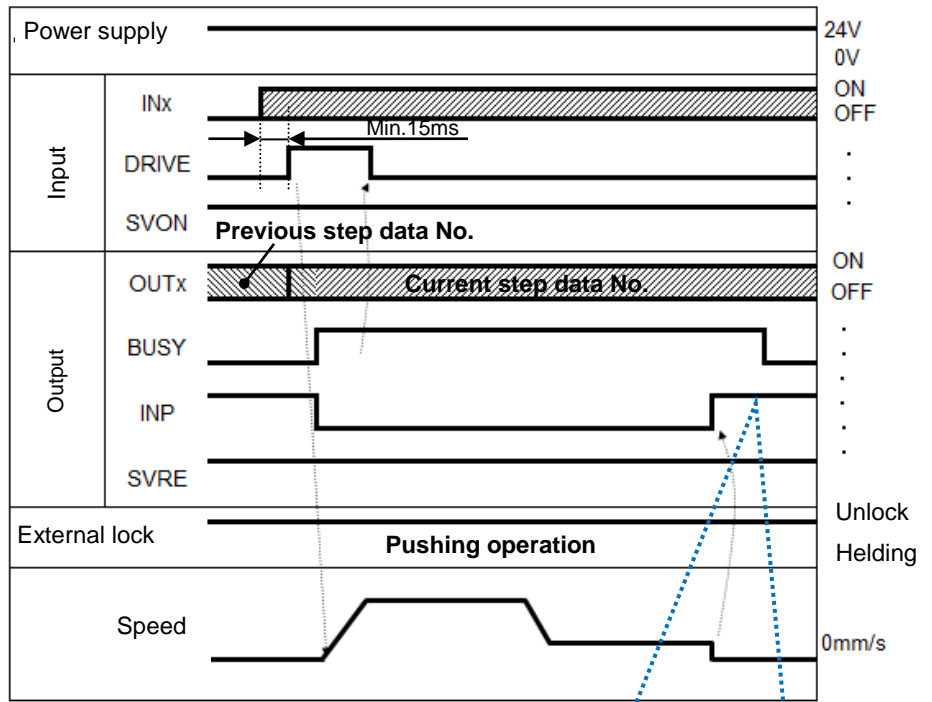 Power supply
24V
0V
Input
INx
ON
OFF
Min.15ms
DRIVE
SVON
Previous step data No.
Output
OUTx
Current step data No.
ON
OFF
BUSY
INP
SVRE
External lock
Pushing operation
Unlock
Helding
Speed
0mm/s